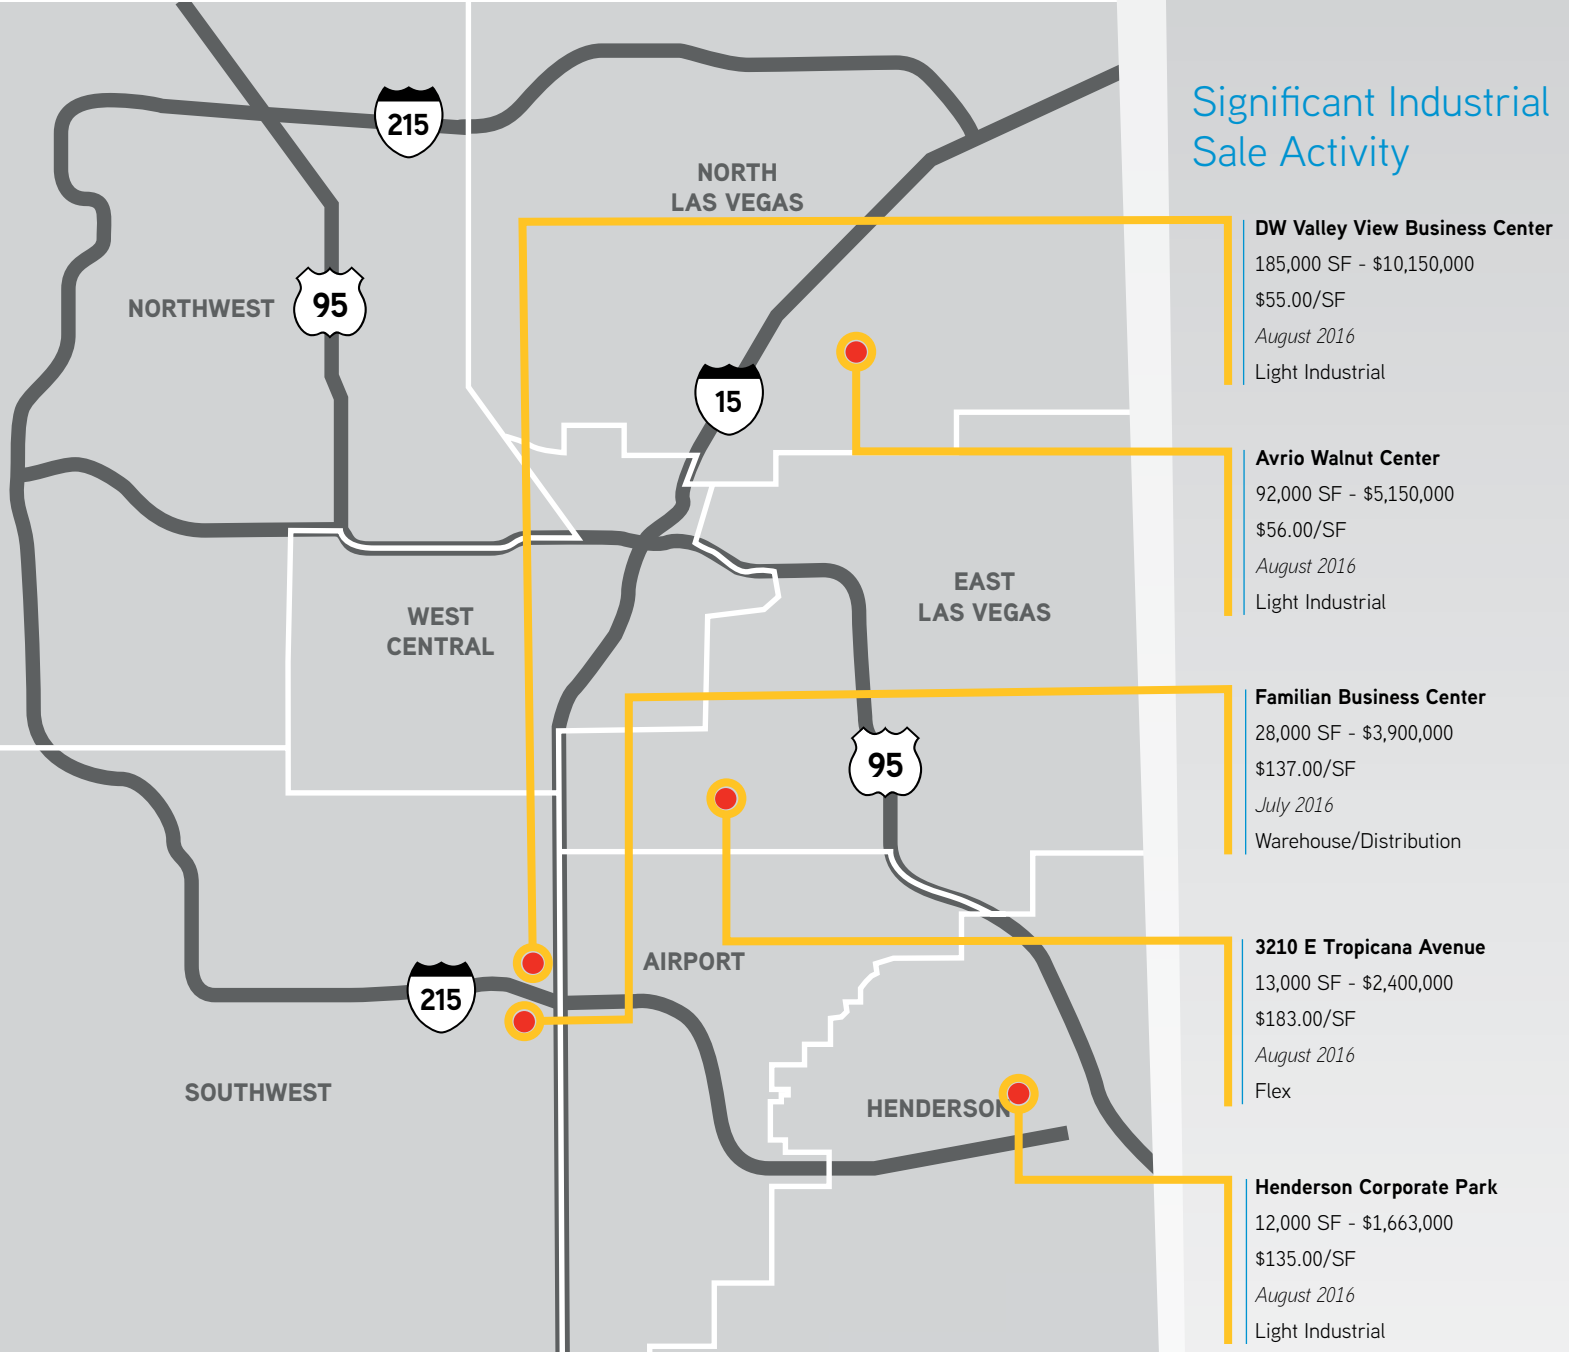 Significant Industrial
Sale Activity
DW Valley View Business Center
185,000 SF - $10,150,000
$55.00/SF
August 2016
Light Industrial
Avrio Walnut Center
92,000 SF - $5,150,000
$56.00/SF
August 2016
Light Industrial
Familian Business Center
28,000 SF - $3,900,000
$137.00/SF
July 2016
Warehouse/Distribution
3210 E Tropicana Avenue
13,000 SF - $2,400,000
$183.00/SF
August 2016
Flex
Henderson Corporate Park
12,000 SF - $1,663,000
$135.00/SF
August 2016
Light Industrial
215
NORTH
LAS VEGAS
NORTHWEST
95
15
EAST
LAS VEGAS
WEST
CENTRAL
95
AIRPORT
215
SOUTHWEST
HENDERSON